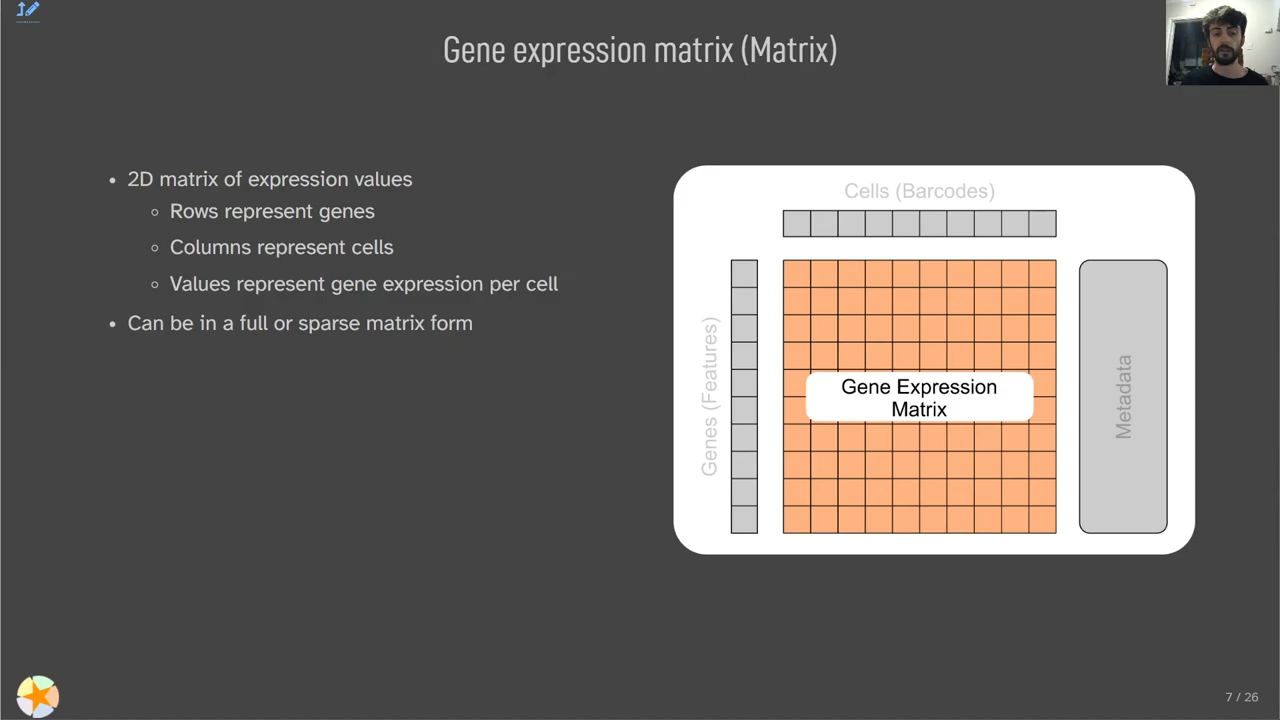 Gene expression matrix (Matrix)
2D matrix of expression values
Rows represent genes
Columns represent cells
Values represent gene expression per cell
Can be in a full or sparse matrix form
Cells (Barcodes)
Genes (Features)
Gene Expression
Matrix
Metadata
7 / 26